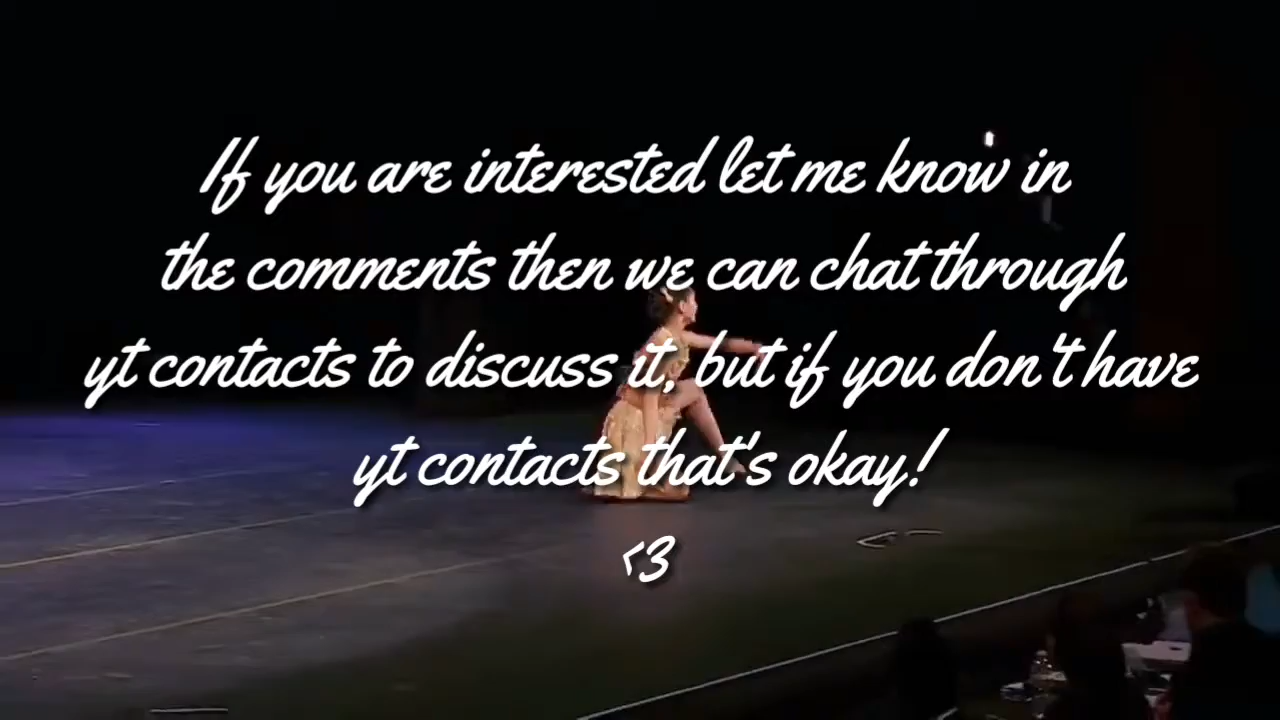 If you are interested let me know in
the comments then we can chat through
yt contacts to discuss it, but if you don't have
yt contacts that's okay!
<3